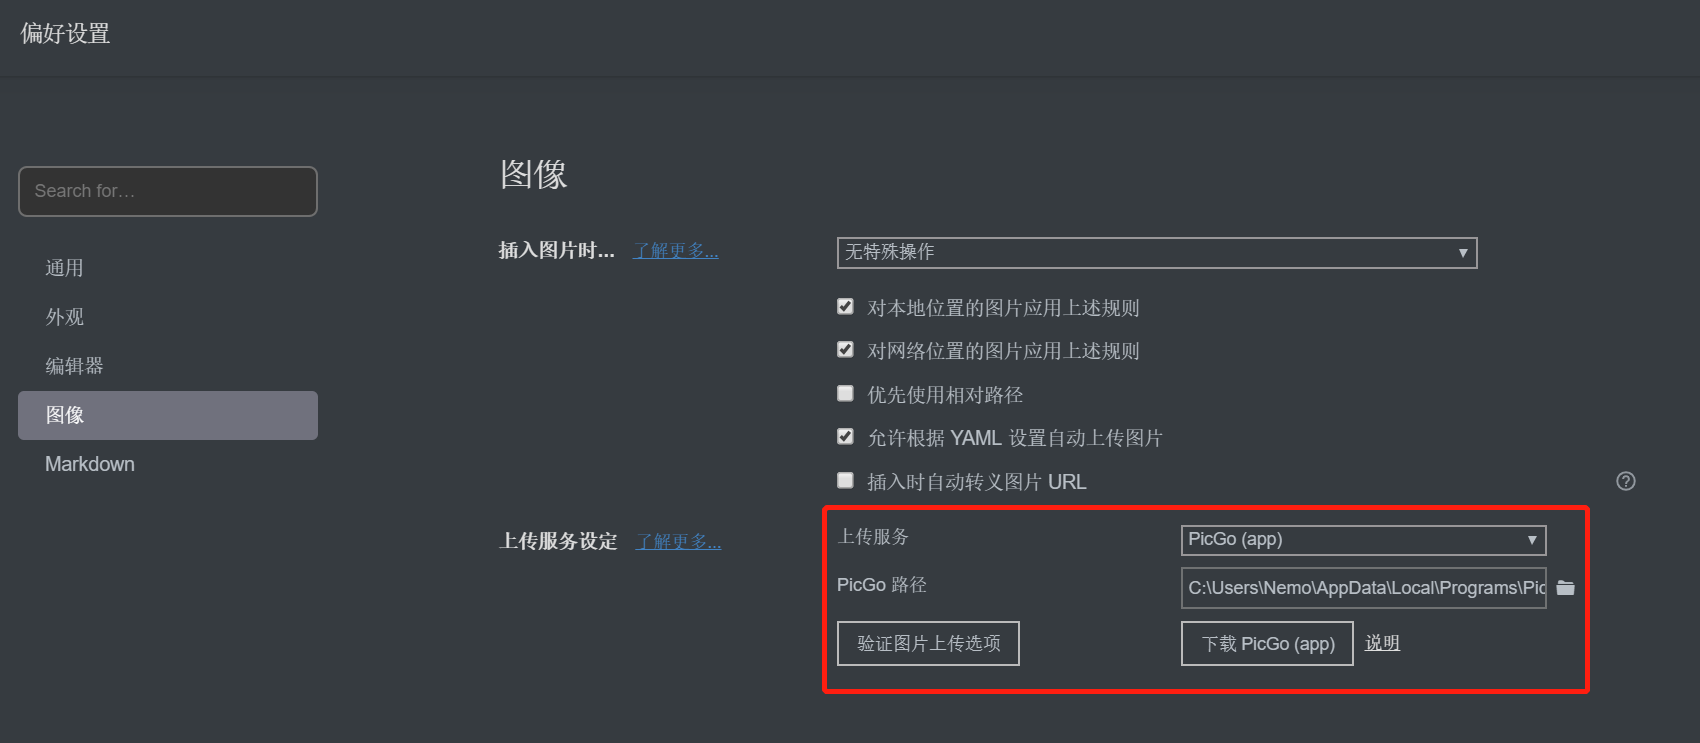 偏好设置
Search for…
通用
外观
编辑器
图像
Markdown
图像
插入图片时... 了解更多...
无特殊操作
对本地位置的图片应用上述规则
对网络位置的图片应用上述规则
优先使用相对路径
允许根据 YAML 设置自动上传图片
插入时自动转义图片 URL
上传服务设定 了解更多...
上传服务 PicGo (app)
PicGo 路径 C:\Users\Nemo\AppData\Local\Programs\Pic
验证图片上传选项 下载 PicGo (app) 说明